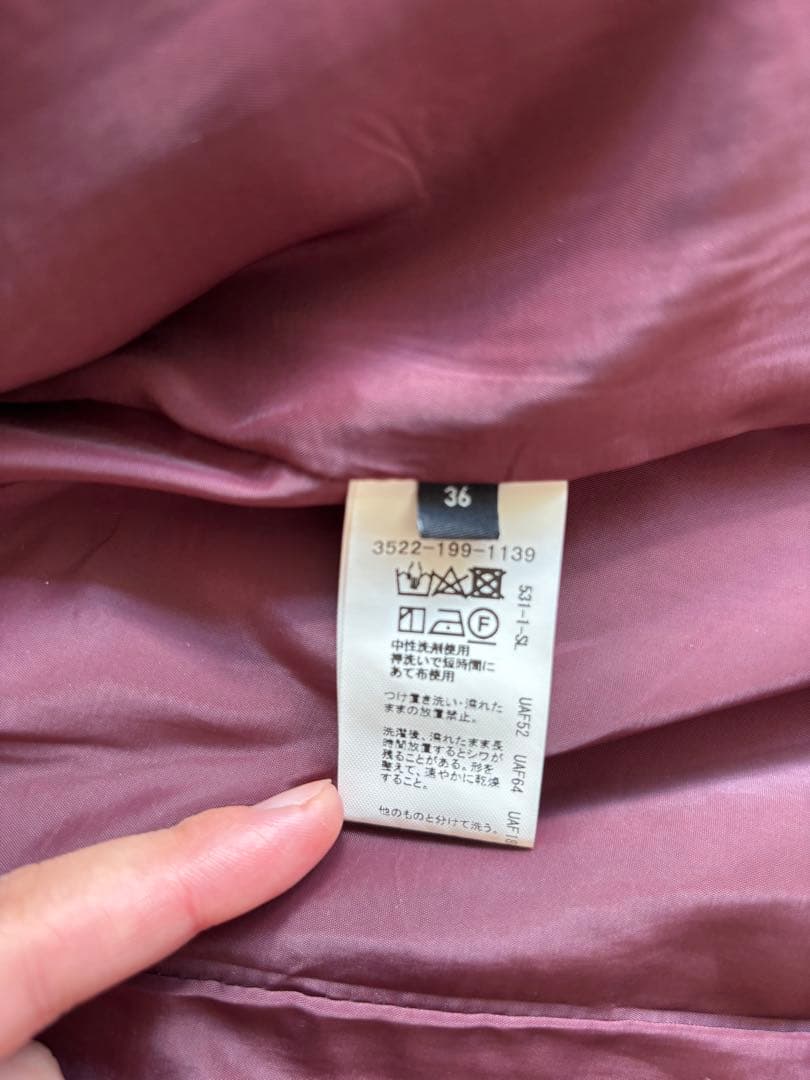 36
3522-199-1139
F
中性洗剤使用
押洗いで短時間に
あて布使用
つけ置き洗い・濡れた
ままの放置禁止。
洗濯後、濡れたまま長
時間放置するとシワが
残ることがある。形を
整えて、速やかに乾燥
すること。
他のものと分けて洗う。
531-1-SL UAF52 UAF64